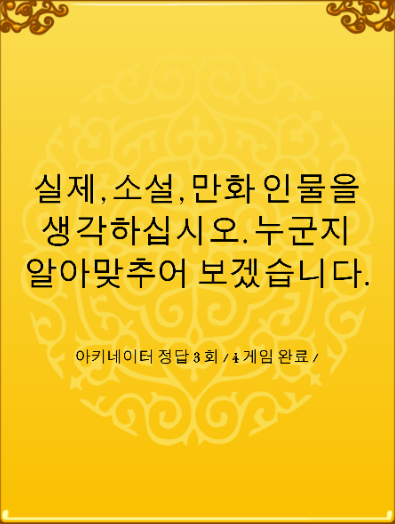 실제, 소설, 만화 인물을
생각하십시오. 누군지
알아맞추어 보겠습니다.
아키네이터 정답 3 회 / 4 게임 완료 /